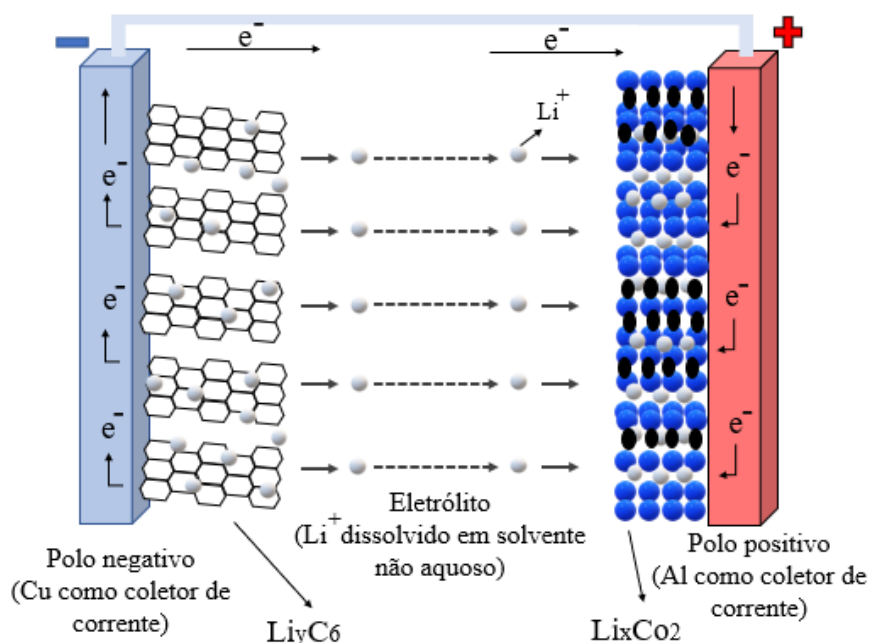 − +
e⁻ e⁻
Li⁺
e⁻ e⁻
e⁻ e⁻
e⁻ e⁻
Eletrólito
(Li⁺ dissolvido em solvente
não aquoso)
Polo negativo
(Cu como coletor de
corrente)
Polo positivo
(Al como coletor de
corrente)
LiyC6
LixCo2